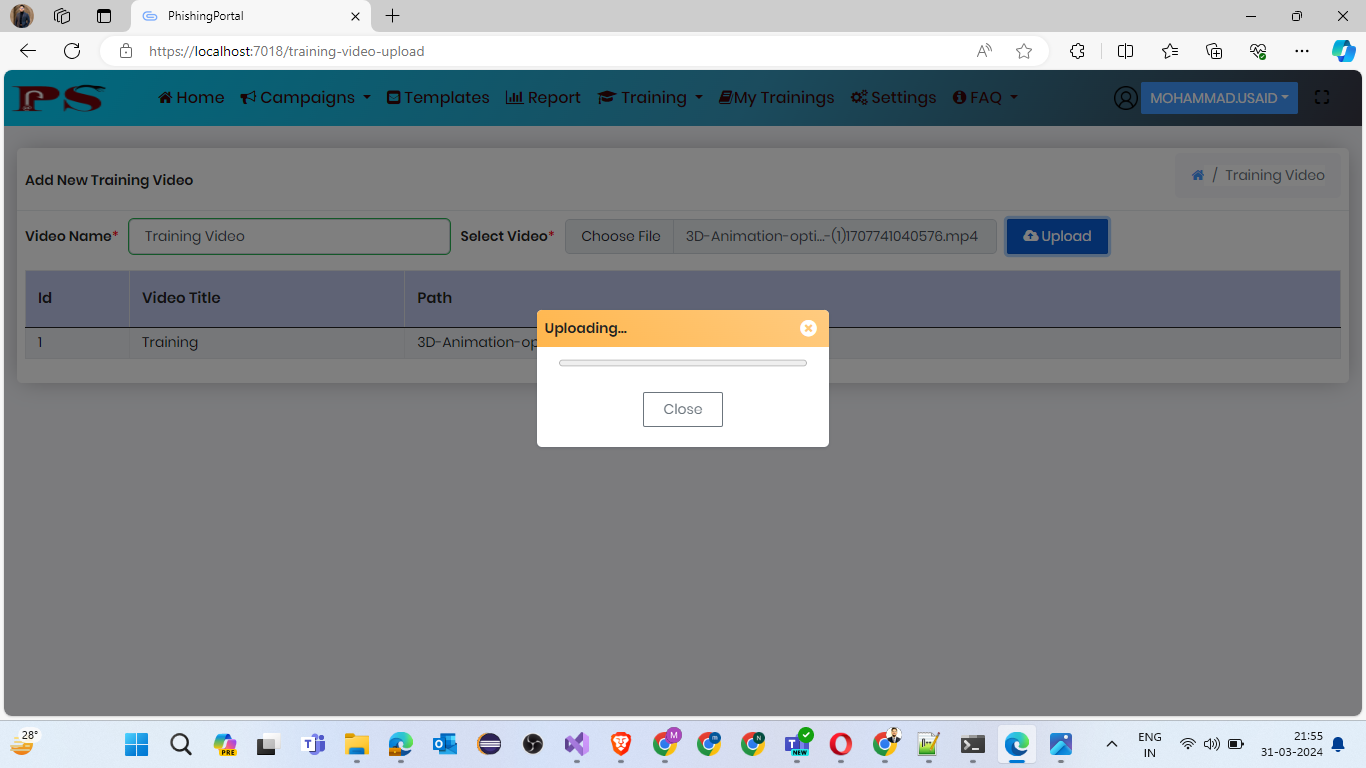 PhishingPortal
https://localhost:7018/training-video-upload
PS
Home
Campaigns
Templates
Report
Training
My Trainings
Settings
FAQ
MOHAMMAD.USAID
Add New Training Video
/ Training Video
Video Name*
Training Video
Select Video*
Choose File
3D-Animation-opti...-(1)1707741040576.mp4
Upload
Id
Video Title
Path
1
Training
3D-Animation-op
Uploading...
Close
28°
PRE
M
m
N
NEW
ENG
IN
21:55
31-03-2024